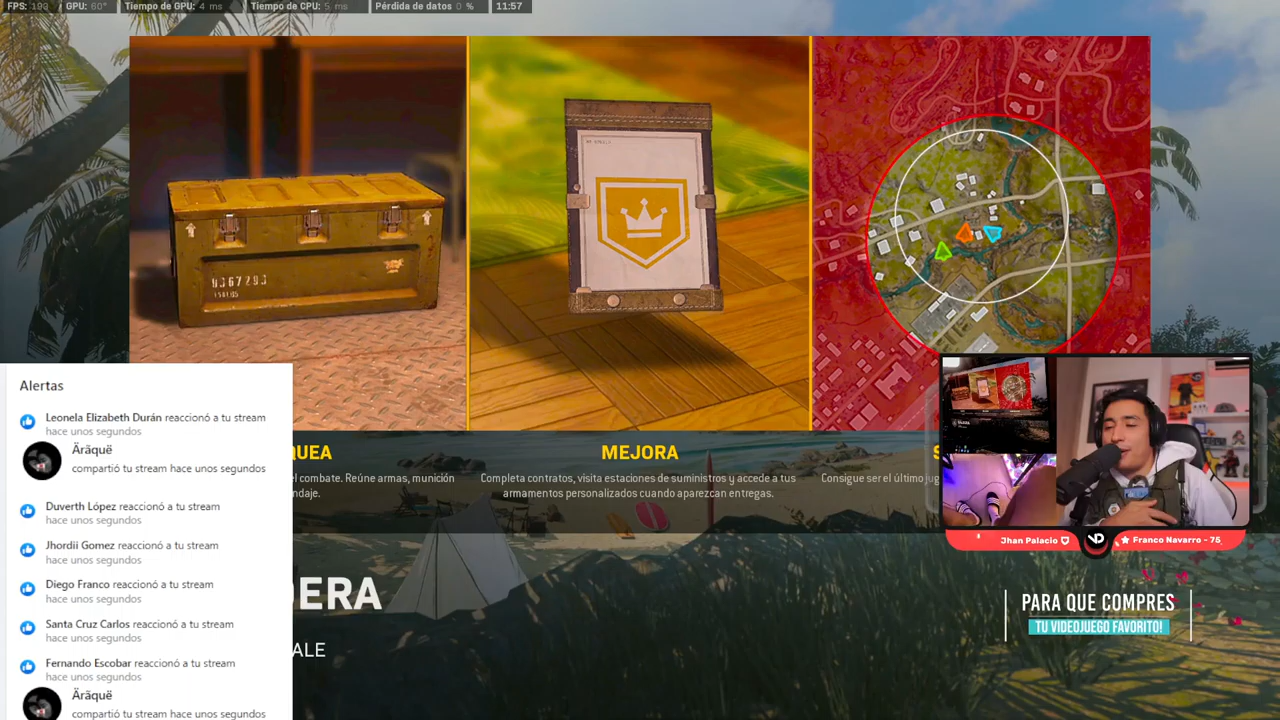 FPS: 193
GPU: 60°
Tiempo de GPU: 4 ms
Tiempo de CPU: 5 ms
Pérdida de datos 0 %
11:57
UEA
MEJORA
S
el combate. Reúne armas, munición
ndaje.
Completa contratos, visita estaciones de suministros y accede a tus
armamentos personalizados cuando aparezcan entregas.
Consigue ser el último jug
Alertas
Leonela Elizabeth Durán reaccionó a tu stream
hace unos segundos
Äräquë
compartió tu stream hace unos segundos
Duverth López reaccionó a tu stream
hace unos segundos
Jhordii Gomez reaccionó a tu stream
hace unos segundos
Diego Franco reaccionó a tu stream
hace unos segundos
Santa Cruz Carlos reaccionó a tu stream
hace unos segundos
Fernando Escobar reaccionó a tu stream
hace unos segundos
Äräquë
compartió tu stream hace unos segundos
ERA
ALE
Jhan Palacio
Franco Navarro - 75
PARA QUE COMPRES
TU VIDEOJUEGO FAVORITO!